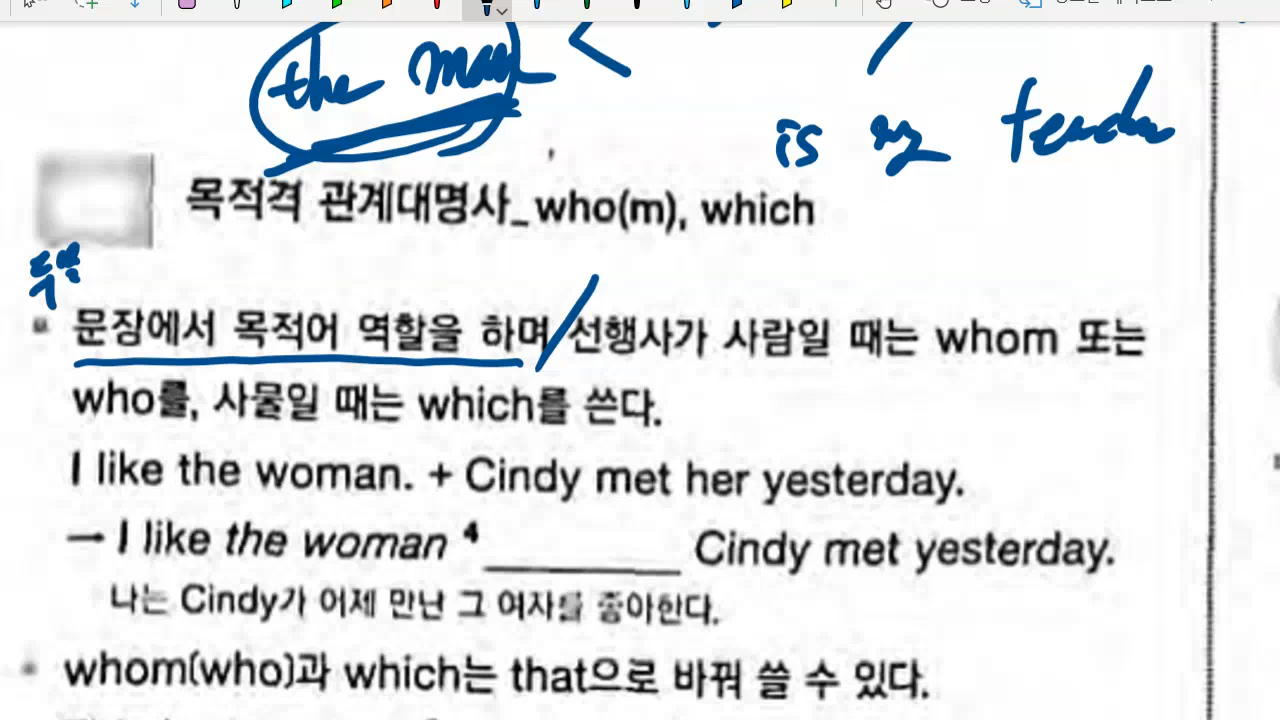 the man
is my
목적격 관계대명사_ who(m), which
문장에서 목적어 역할을 하며 선행사가 사람일 때는 whom 또는
who를, 사물일 때는 which를 쓴다.
I like the woman. + Cindy met her yesterday.
→ I like the woman ⁴ ________ Cindy met yesterday.
나는 Cindy가 어제 만난 그 여자를 좋아한다.
whom(who)과 which는 that으로 바꿔 쓸 수 있다.